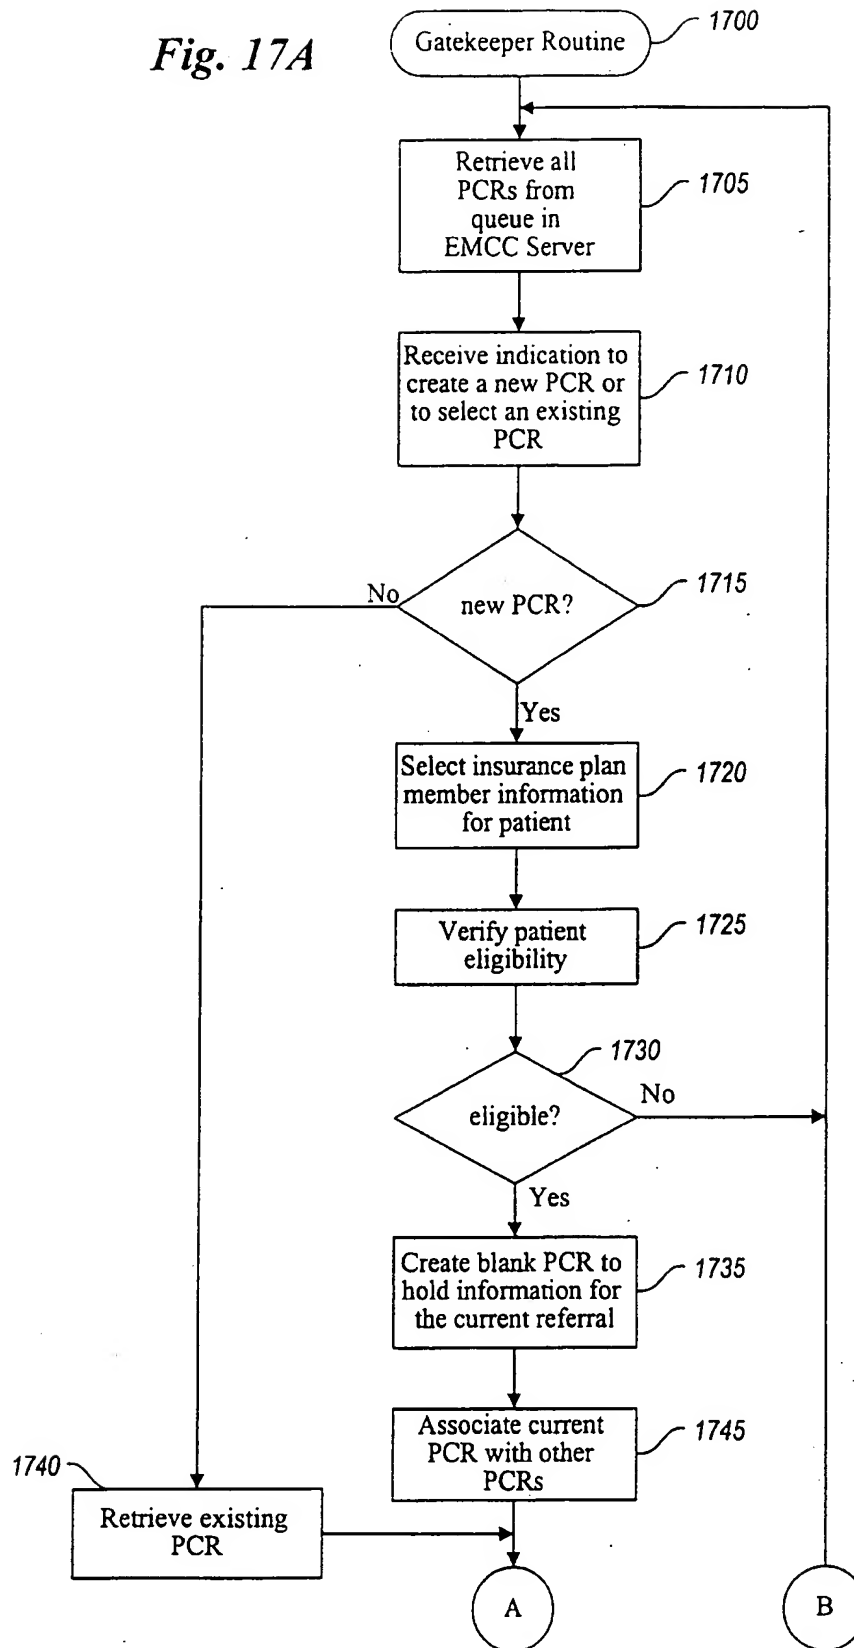 Fig. 17A
Gatekeeper Routine
1700
Retrieve all
PCRs from
queue in
EMCC Server
1705
Receive indication to
create a new PCR or
to select an existing
PCR
1710
new PCR?
1715
No
Yes
Select insurance plan
member information
for patient
1720
Verify patient
eligibility
1725
eligible?
1730
No
Yes
Create blank PCR to
hold information for
the current referral
1735
Associate current
PCR with other
PCRs
1745
1740
Retrieve existing
PCR
A
B